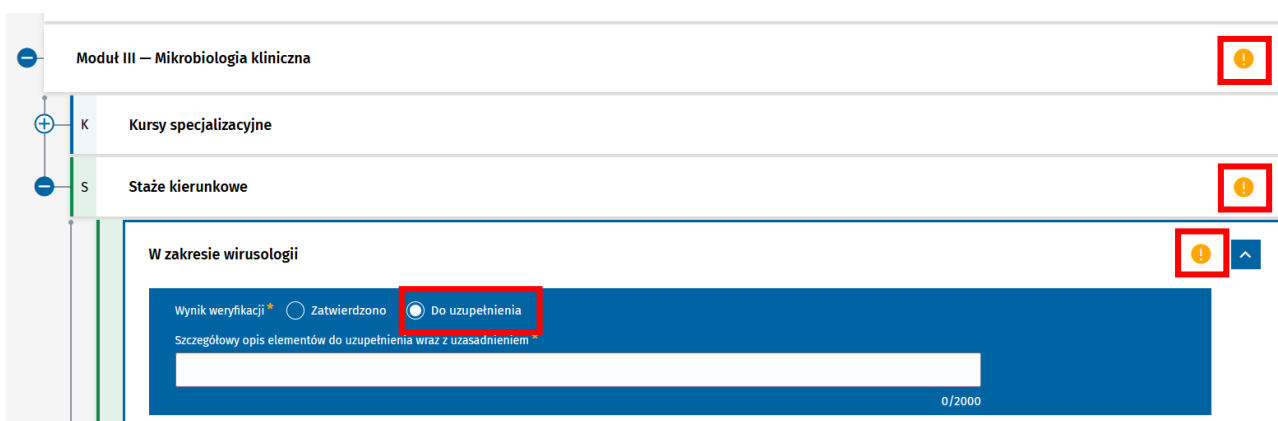 Moduł III — Mikrobiologia kliniczna
K Kursy specjalizacyjne
S Staże kierunkowe
W zakresie wirusologii
Wynik weryfikacji * Zatwierdzono Do uzupełnienia
Szczegółowy opis elementów do uzupełnienia wraz z uzasadnieniem *
0/2000